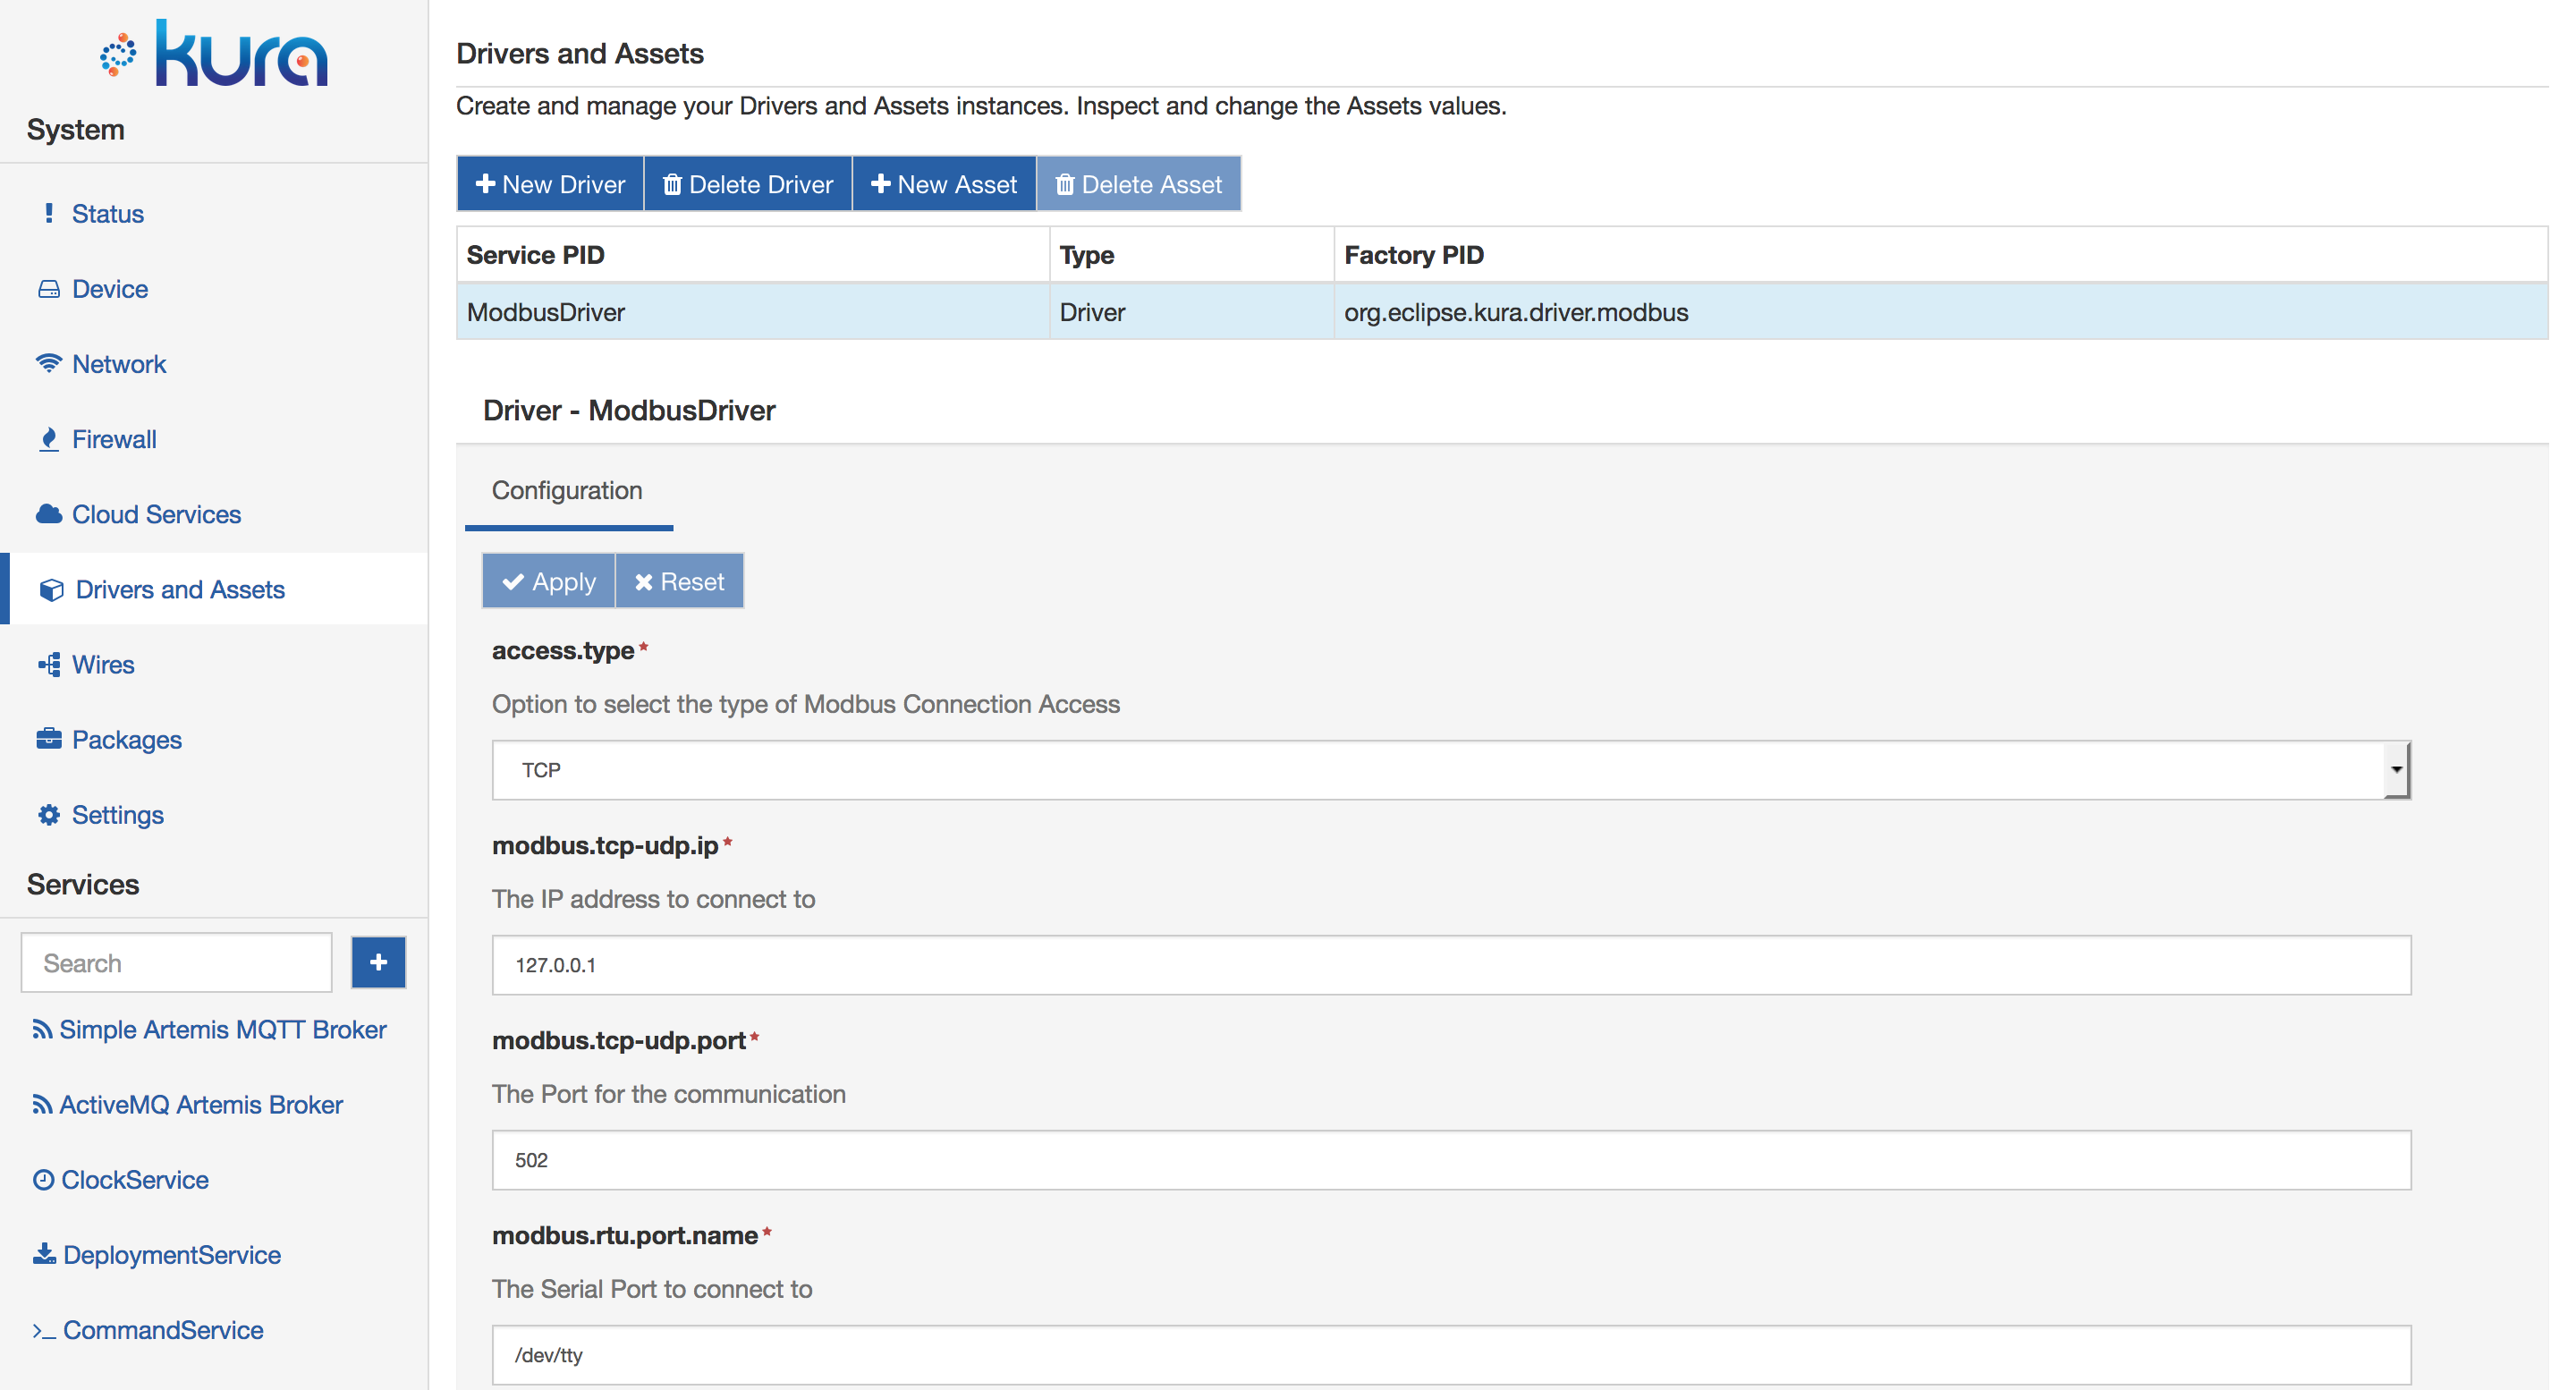 kura
System
Status
Device
Network
Firewall
Cloud Services
Drivers and Assets
Wires
Packages
Settings
Services
Search
Simple Artemis MQTT Broker
ActiveMQ Artemis Broker
ClockService
DeploymentService
CommandService
Drivers and Assets
Create and manage your Drivers and Assets instances. Inspect and change the Assets values.
New Driver Delete Driver New Asset Delete Asset
Service PID Type Factory PID
ModbusDriver Driver org.eclipse.kura.driver.modbus
Driver - ModbusDriver
Configuration
Apply Reset
access.type*
Option to select the type of Modbus Connection Access
TCP
modbus.tcp-udp.ip*
The IP address to connect to
127.0.0.1
modbus.tcp-udp.port*
The Port for the communication
502
modbus.rtu.port.name*
The Serial Port to connect to
/dev/tty